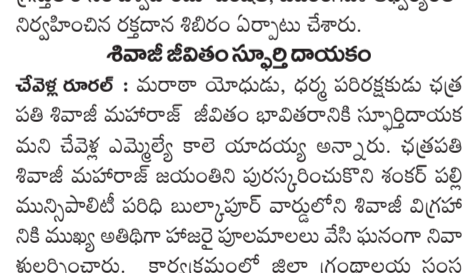 నిర్వహించిన రక్తదాన శిబిరం ఏర్పాటు చేశారు.
శివాజీ జీవితం స్ఫూర్తి దాయకం
చేవెళ్ల రూరల్ : మరాఠా యోధుడు, ధర్మ పరిరక్షకుడు ఛత్ర
పతి శివాజీ మహారాజ్ జీవితం భావితరానికి స్ఫూర్తిదాయక
మని చేవెళ్ల ఎమ్మెల్యే కాలె యాదయ్య అన్నారు. ఛత్రపతి
శివాజీ మహారాజ్ జయంతిని పురస్కరించుకొని శంకర్ పల్లి
మున్సిపాలిటీ పరిధి బుల్కాపూర్ వార్డులోని శివాజీ విగ్రహా
నికి ముఖ్య అతిథిగా హాజరై పూలమాలలు వేసి ఘనంగా నివా
ళులర్పించారు. కార్యక్రమంలో జిల్లా గ్రంధాలయ సంస్థ